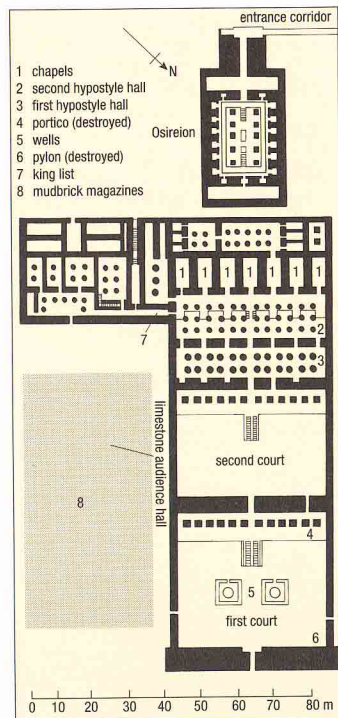 entrance corridor
N
1 chapels
2 second hypostyle hall
3 first hypostyle hall
4 portico (destroyed)
5 wells
6 pylon (destroyed)
7 king list
8 mudbrick magazines
Osireion
1 1 1 1 1 1 1
2
7
3
limestone audience hall
second court
8
4
5
first court
6
0 10 20 30 40 50 60 70 80 m